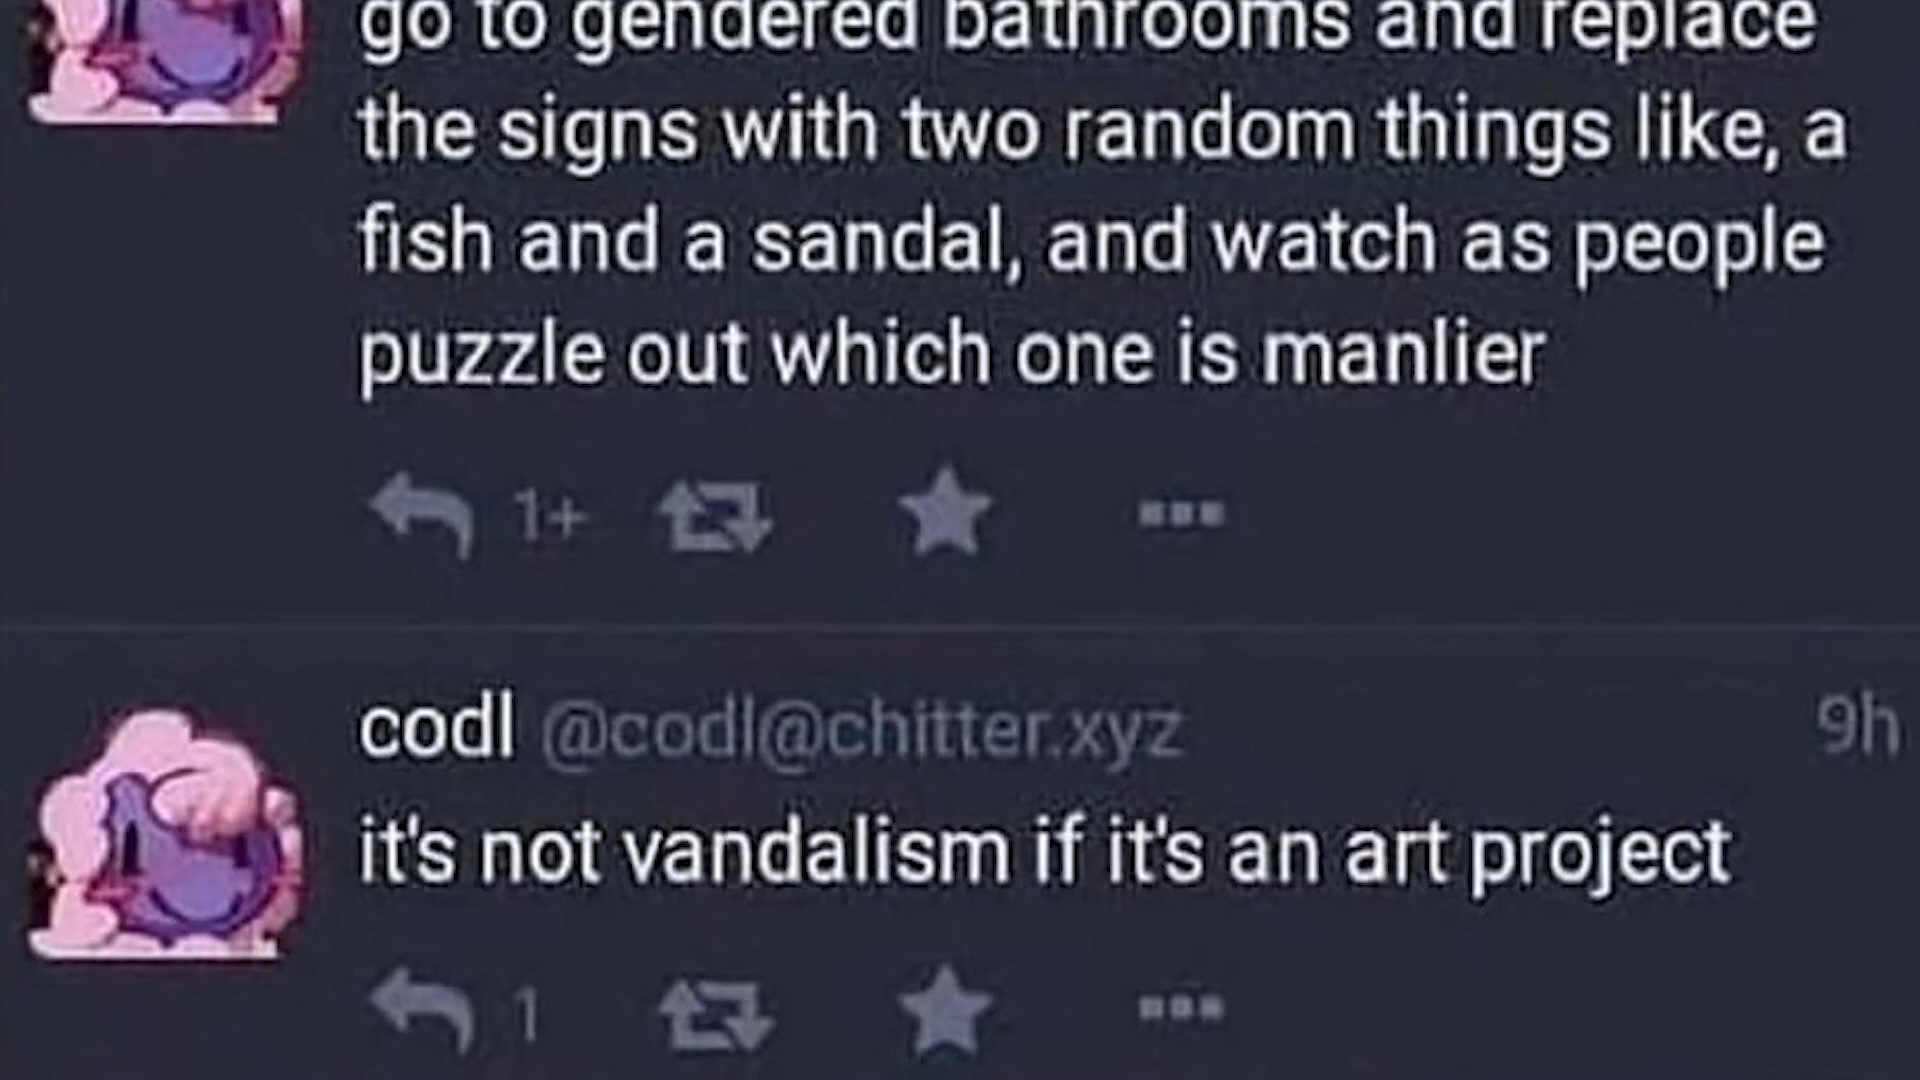 go to gendered bathrooms and replace
the signs with two random things like, a
fish and a sandal, and watch as people
puzzle out which one is manlier
1+
codl @codl@chitter.xyz 9h
it's not vandalism if it's an art project
1